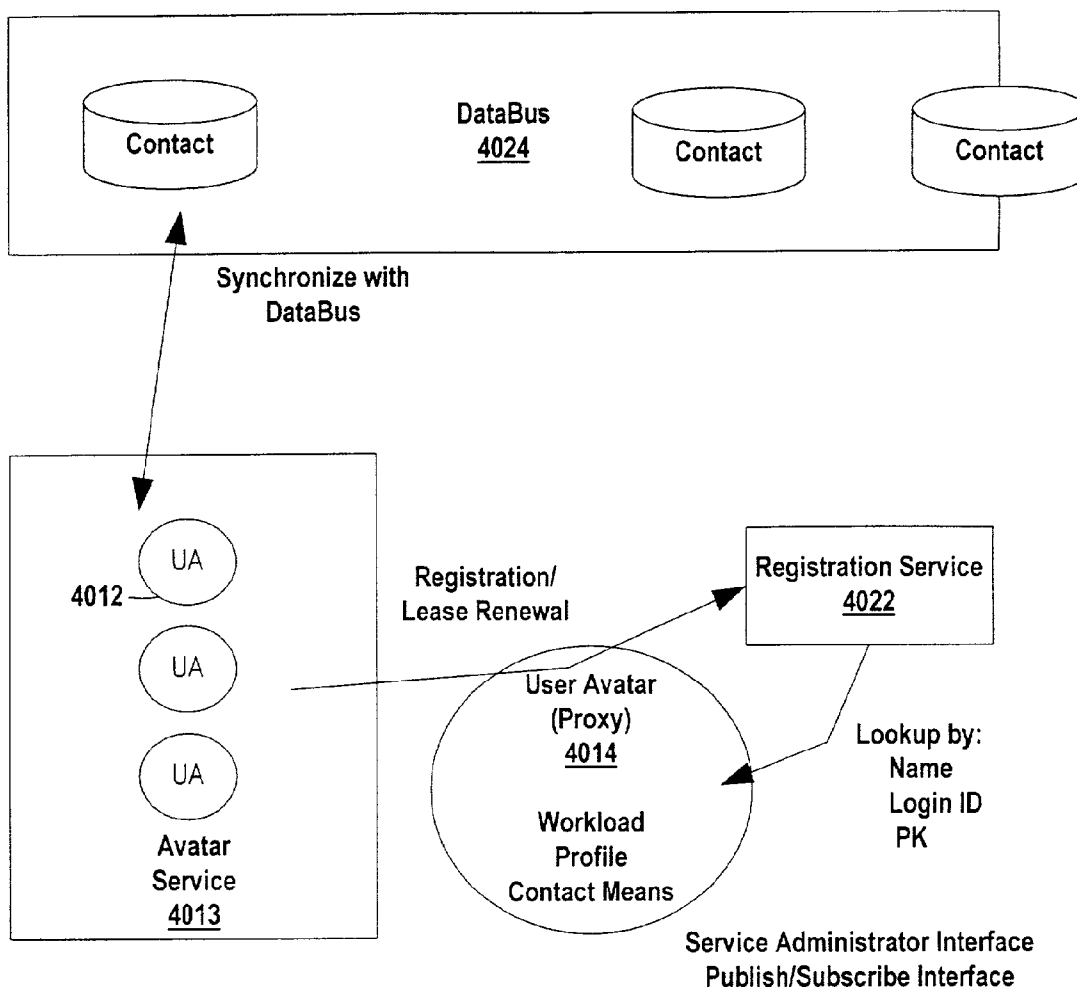 Contact
DataBus
4024
Contact
Contact
Synchronize with
DataBus
UA
4012
UA
UA
Avatar
Service
4013
Registration/
Lease Renewal
Registration Service
4022
User Avatar
(Proxy)
4014
Workload
Profile
Contact Means
Lookup by:
Name
Login ID
PK
Service Administrator Interface
Publish/Subscribe Interface